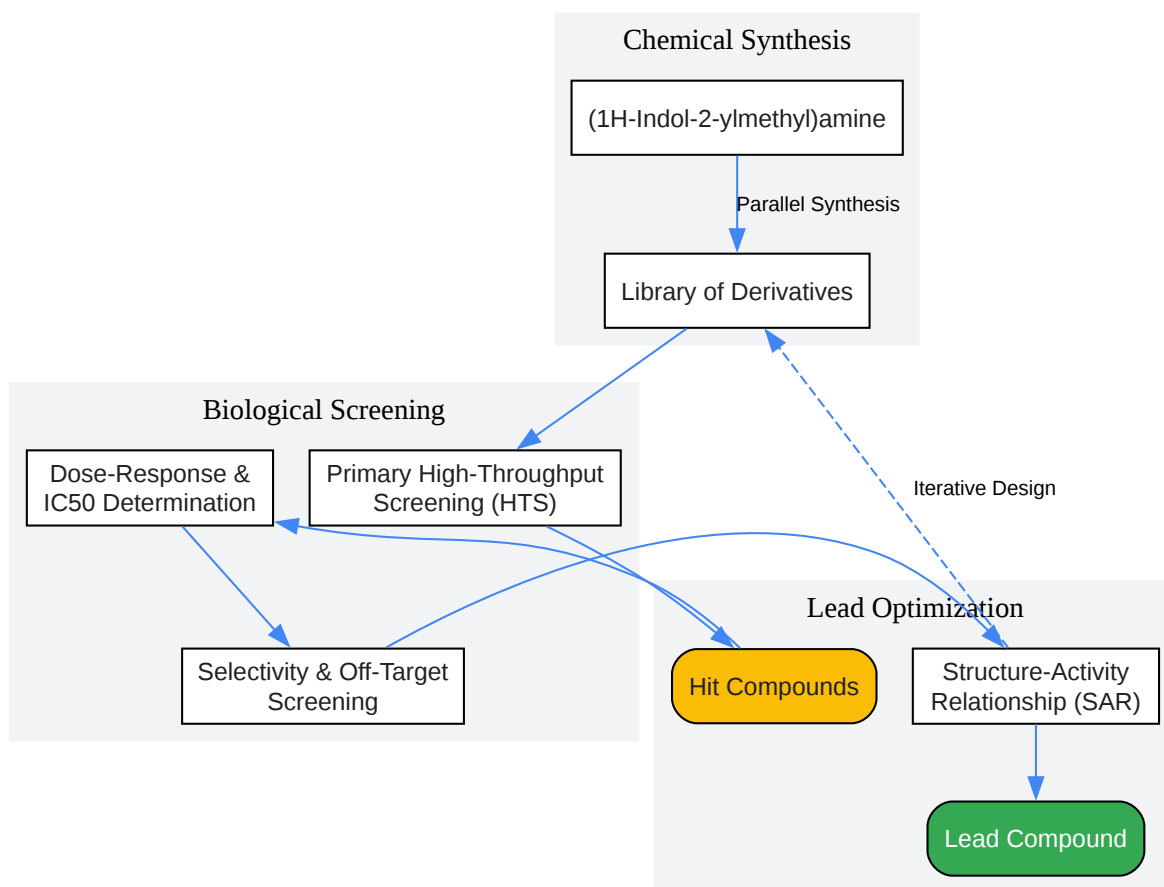 Chemical Synthesis
(1H-Indol-2-ylmethyl)amine
Parallel Synthesis
Library of Derivatives
Biological Screening
Dose-Response &
IC50 Determination
Primary High-Throughput
Screening (HTS)
Iterative Design
Lead Optimization
Selectivity & Off-Target
Screening
Hit Compounds
Structure-Activity
Relationship (SAR)
Lead Compound